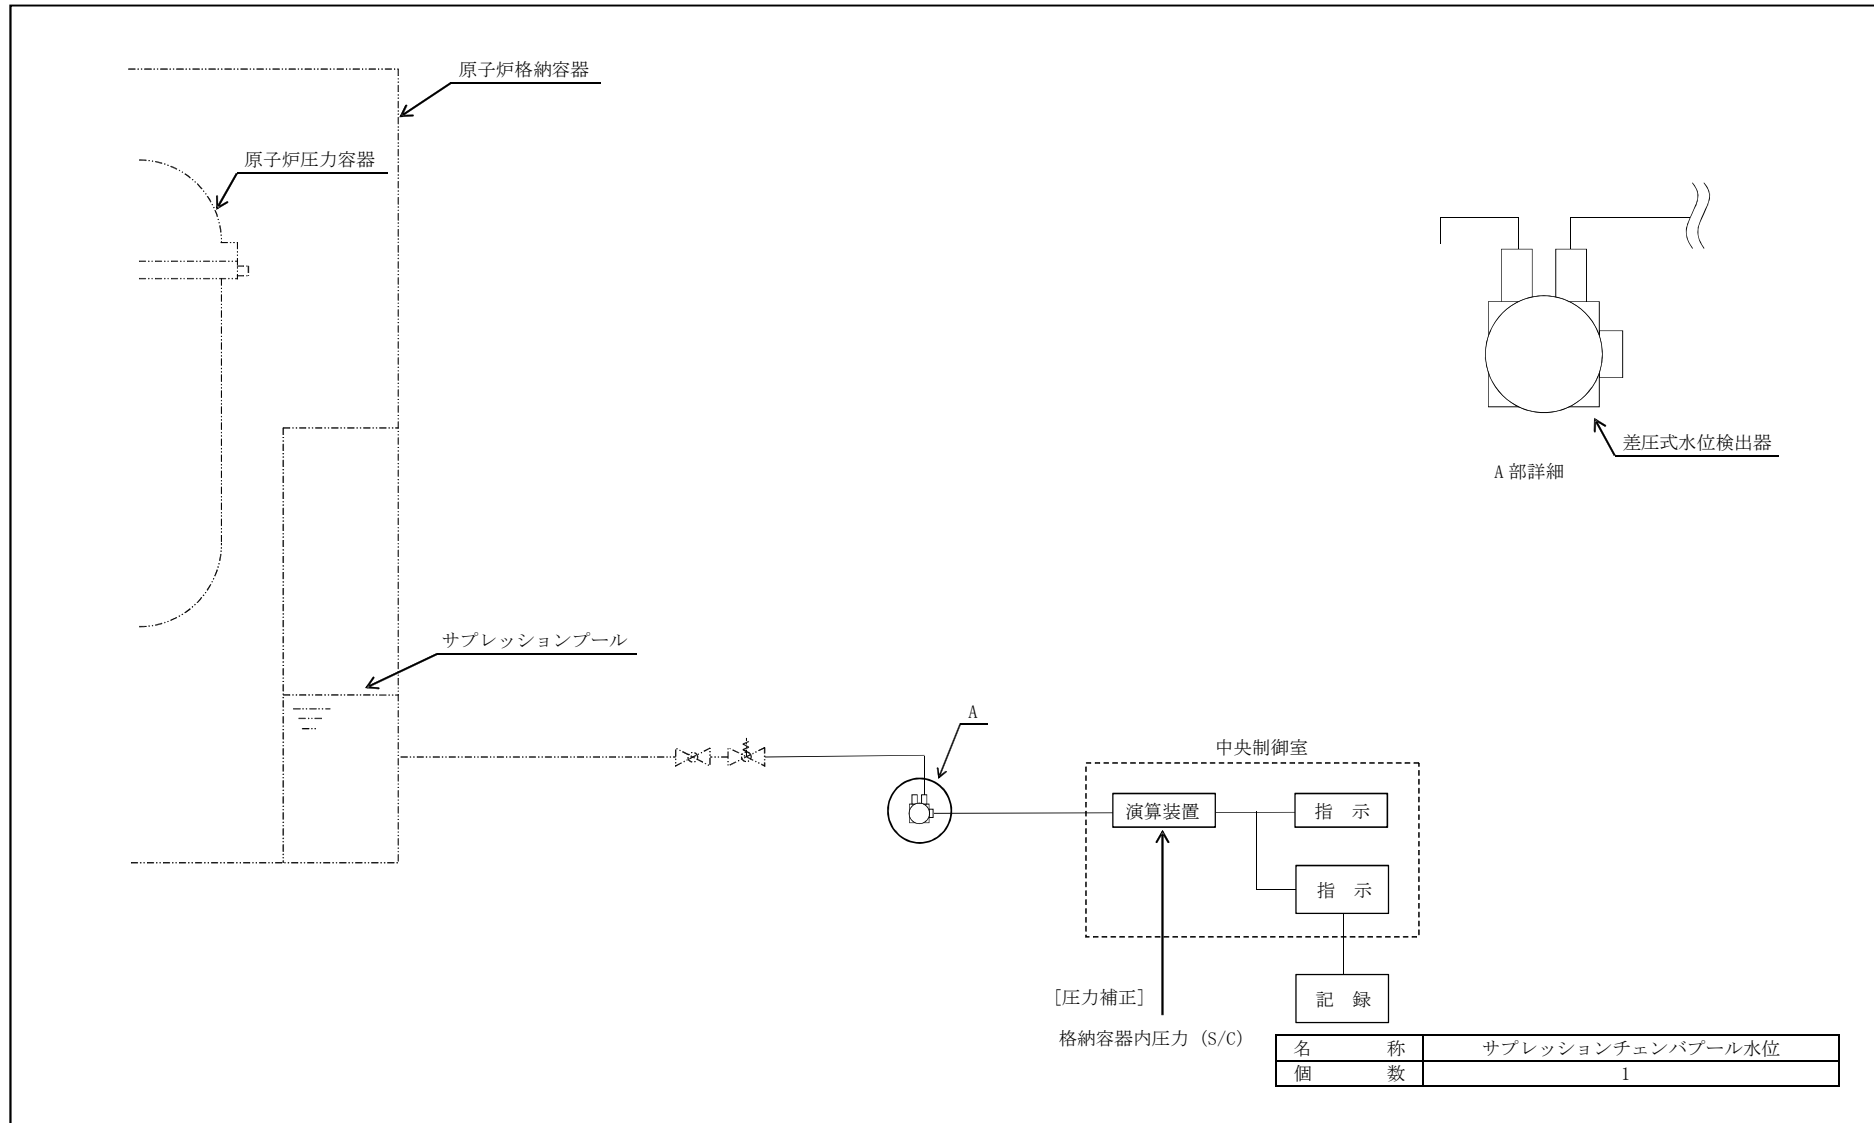 原子炉格納容器
原子炉圧力容器
差圧式水位検出器
A 部詳細
サプレッションプール
A
中央制御室
演算装置
指 示
指 示
[圧力補正]
記 録
格納容器内圧力 (S/C)
名 称 サプレッションチェンバプール水位
個 数 1